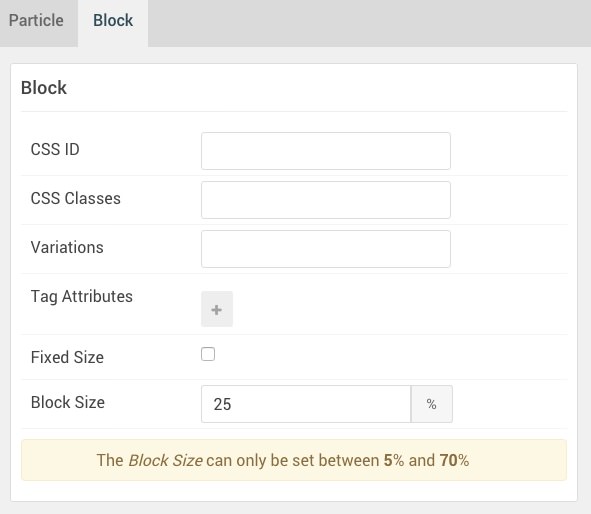 Particle Block
Block
CSS ID
CSS Classes
Variations
Tag Attributes
+
Fixed Size
Block Size 25 %
The Block Size can only be set between 5% and 70%